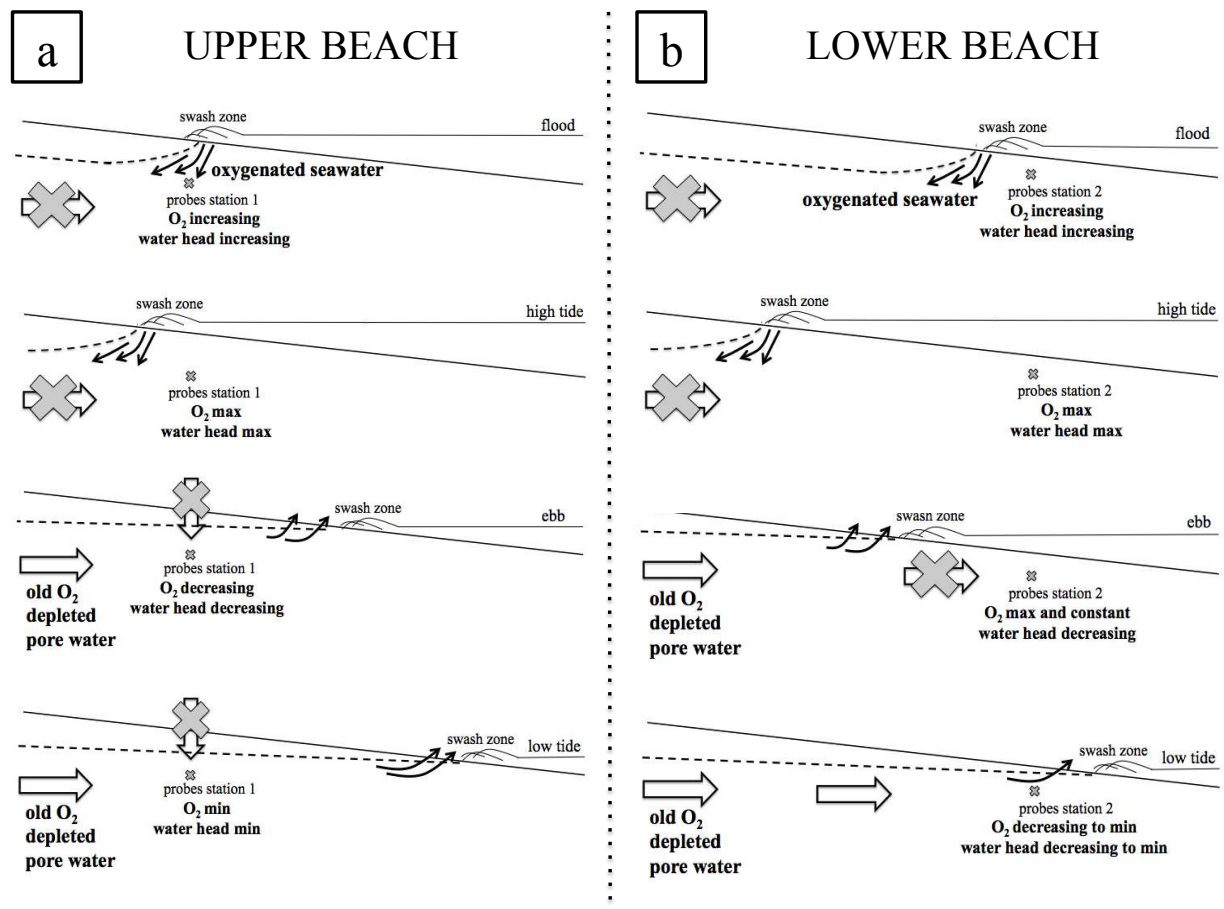 a
UPPER BEACH
swash zone
flood
oxygenated seawater
probes station 1
O₂ increasing
water head increasing
swash zone
high tide
probes station 1
O₂ max
water head max
swash zone
ebb
probes station 1
O₂ decreasing
water head decreasing
old O₂
depleted
pore water
swash zone
low tide
probes station 1
O₂ min
water head min
old O₂
depleted
pore water
b
LOWER BEACH
swash zone
flood
oxygenated seawater
probes station 2
O₂ increasing
water head increasing
swash zone
high tide
probes station 2
O₂ max
water head max
swash zone
ebb
probes station 2
O₂ max and constant
water head decreasing
old O₂
depleted
pore water
swash zone
low tide
probes station 2
O₂ decreasing to min
water head decreasing to min
old O₂
depleted
pore water